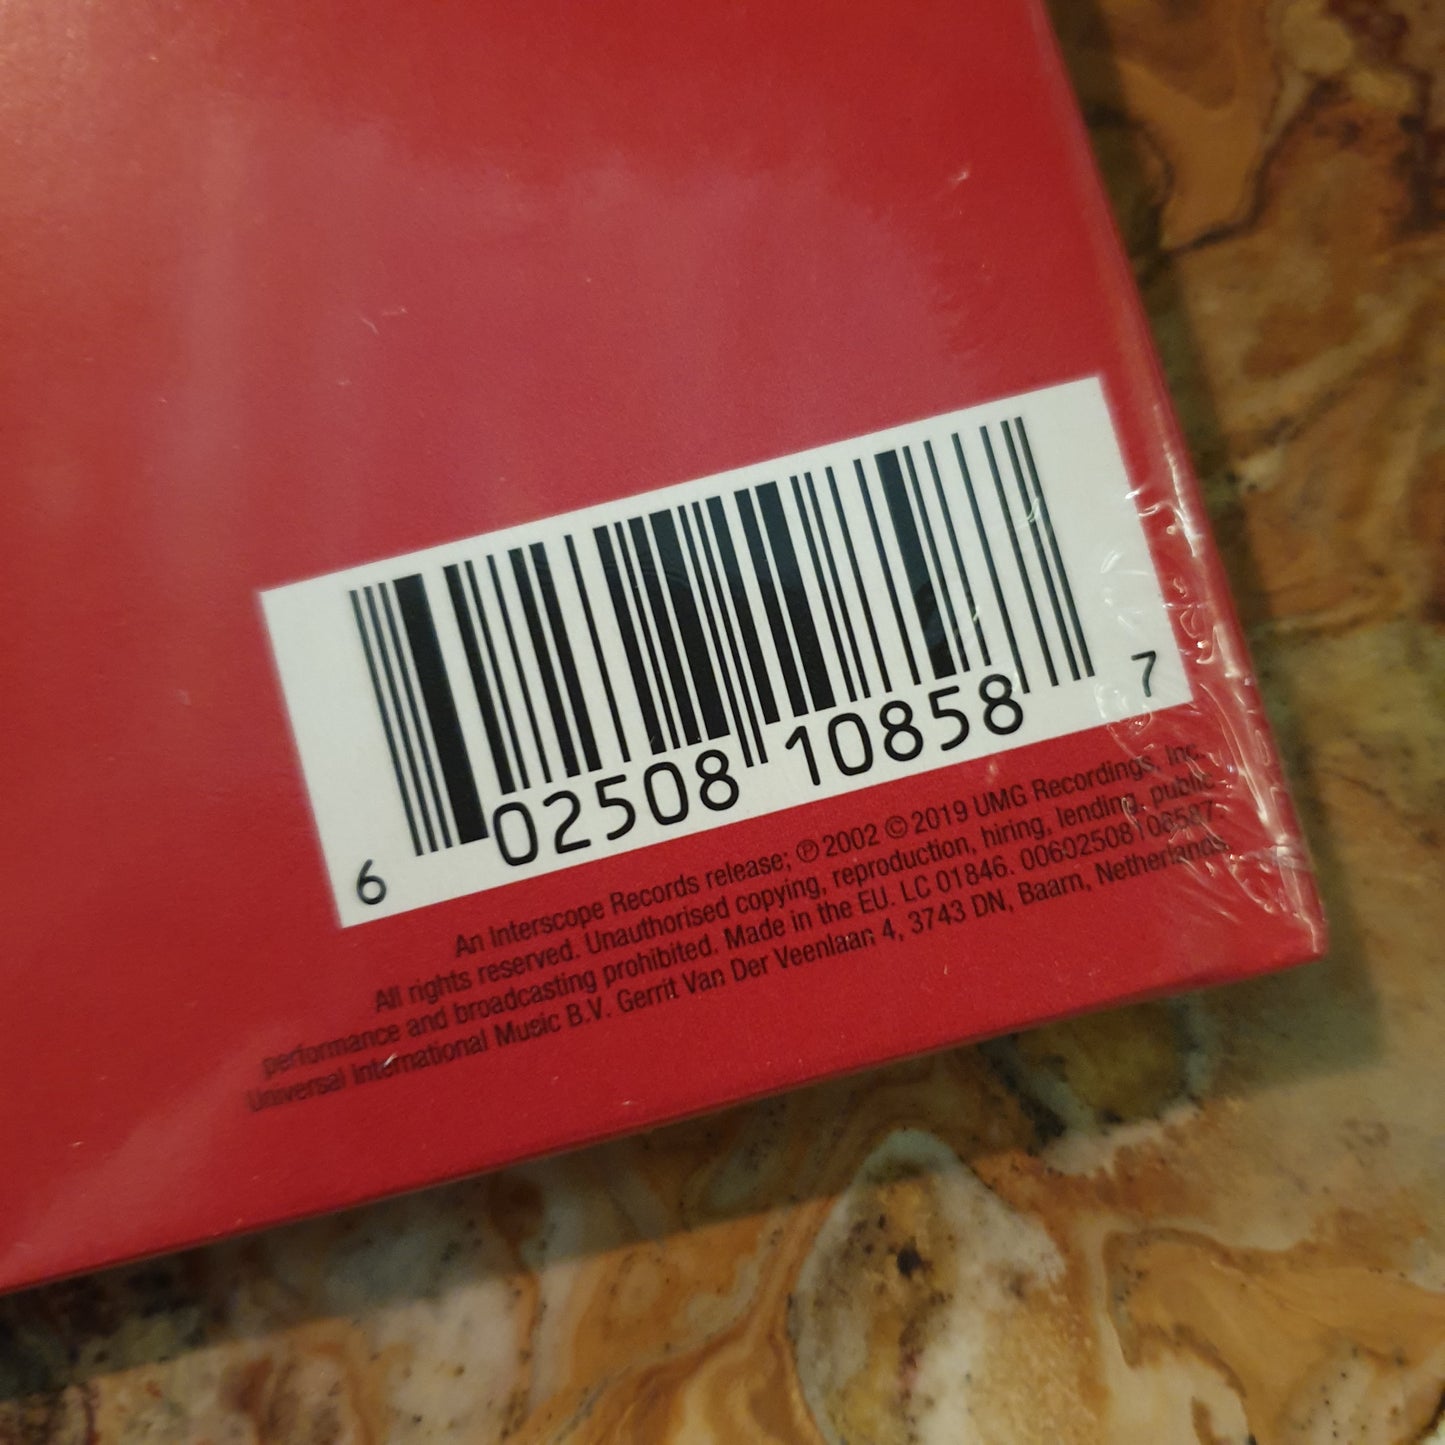 6 02508 10858 7
An Interscope Records release; ℗ 2002 © 2019 UMG Recordings, Inc.
All rights reserved. Unauthorised copying, reproduction, hiring, lending, public
performance and broadcasting prohibited. Made in the EU. LC 01846. 00602508108587.
Universal International Music B.V. Gerrit Van Der Veenlaan 4, 3743 DN, Baarn, Netherlands.